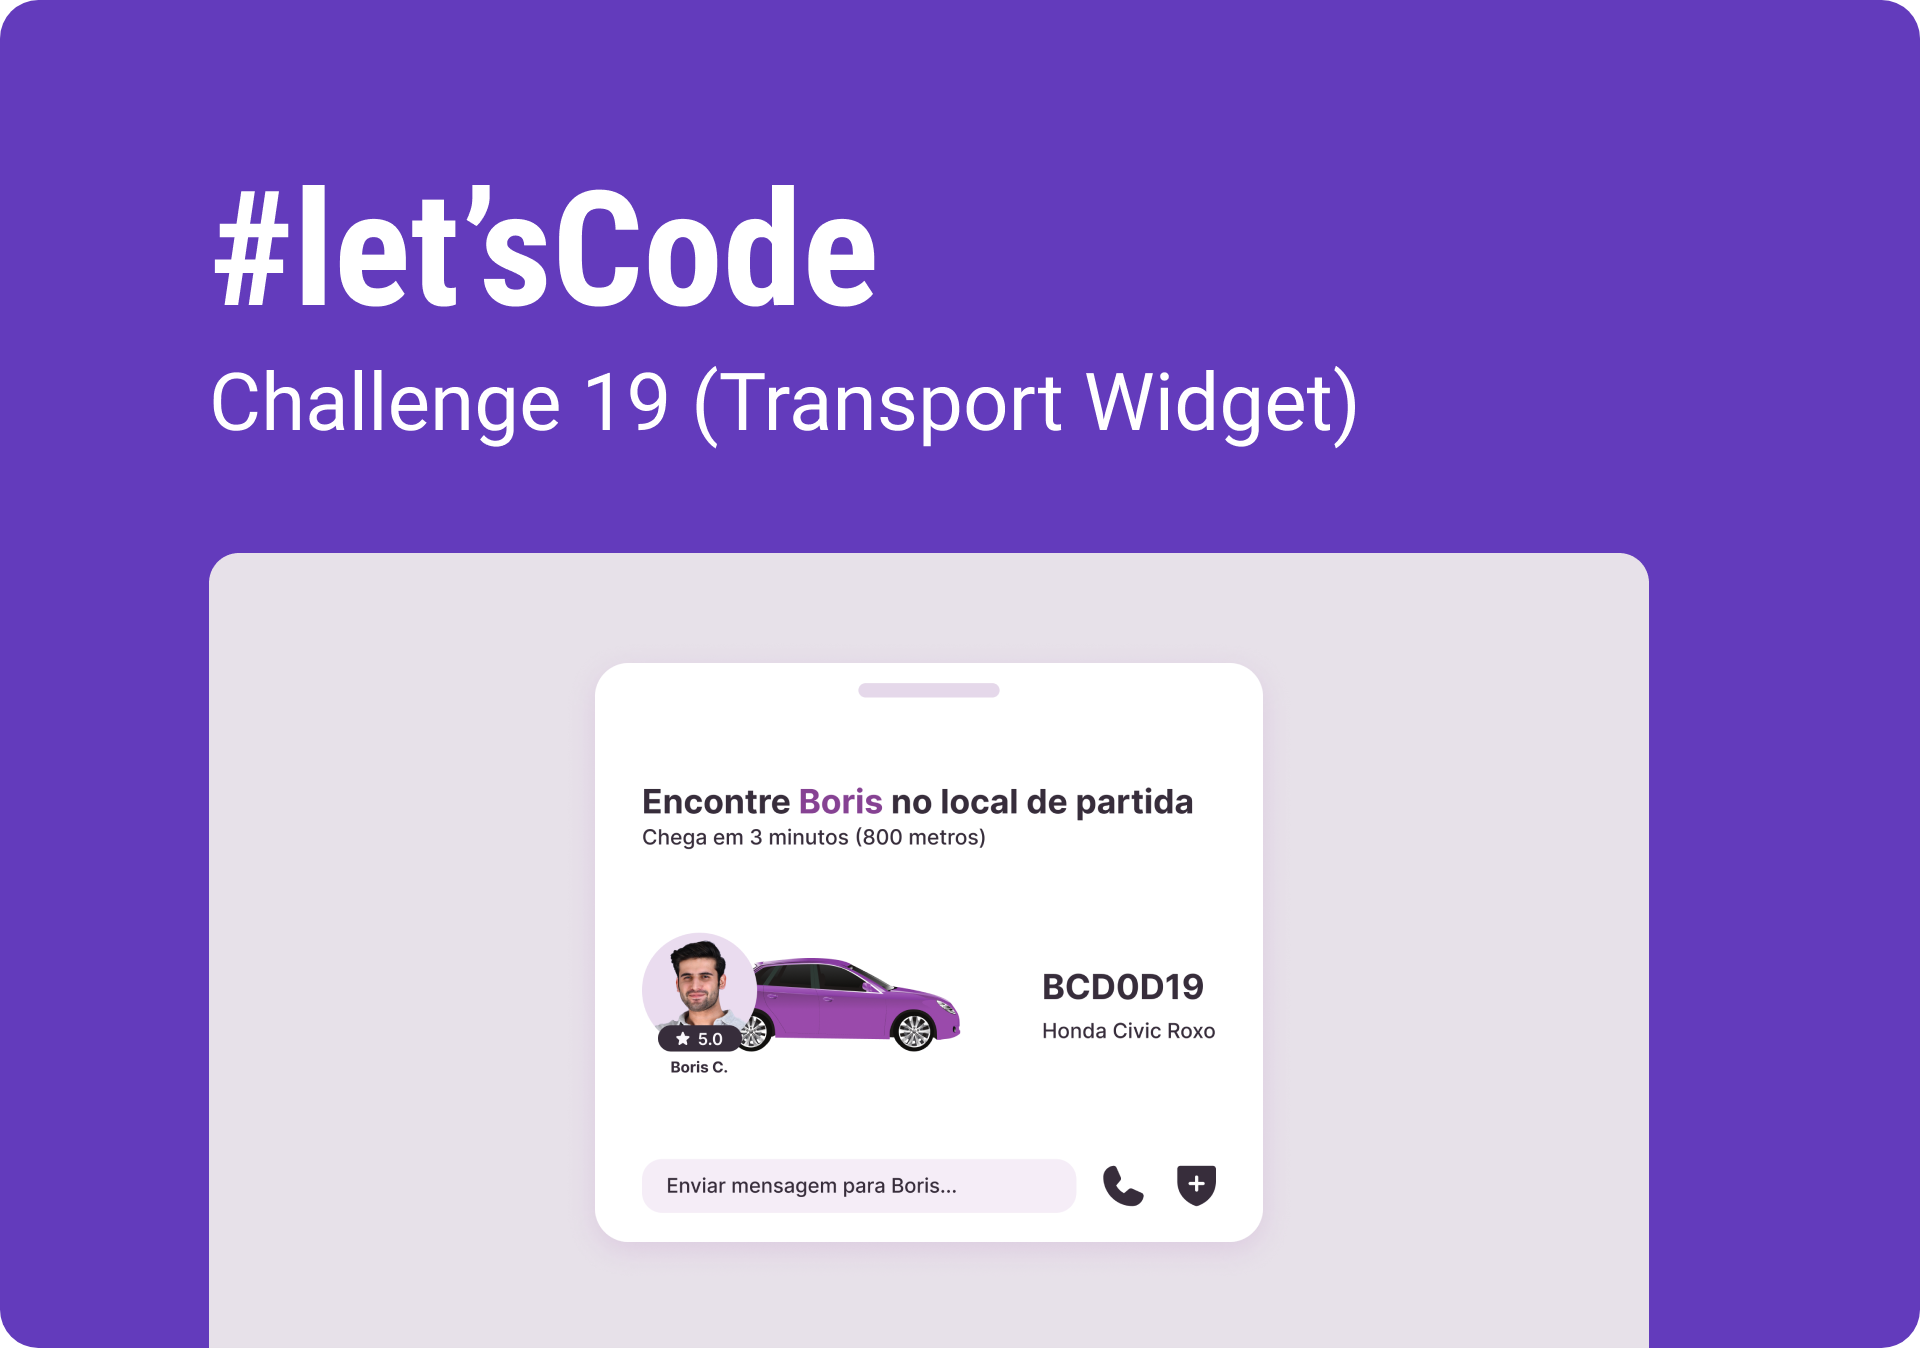 #let’sCode
Challenge 19 (Transport Widget)
Encontre Boris no local de partida
Chega em 3 minutos (800 metros)
5.0
Boris C.
BCD0D19
Honda Civic Roxo
Enviar mensagem para Boris...